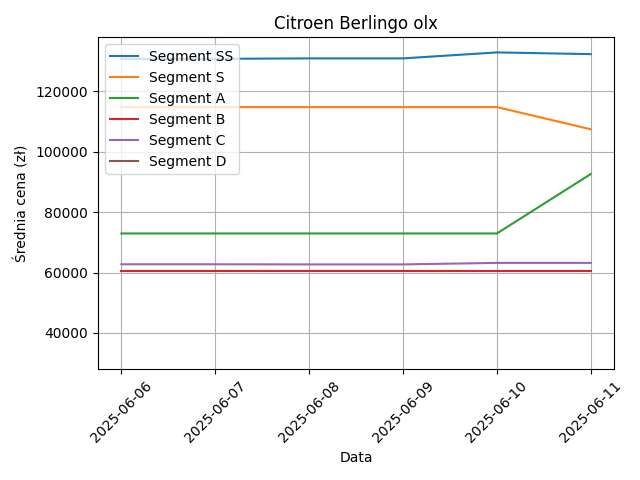 Citroen Berlingo olx
Segment SS
Segment S
Segment A
Segment B
Segment C
Segment D
Średnia cena (zł)
120000
100000
80000
60000
40000
2025-06-06
2025-06-07
2025-06-08
2025-06-09
2025-06-10
2025-06-11
Data